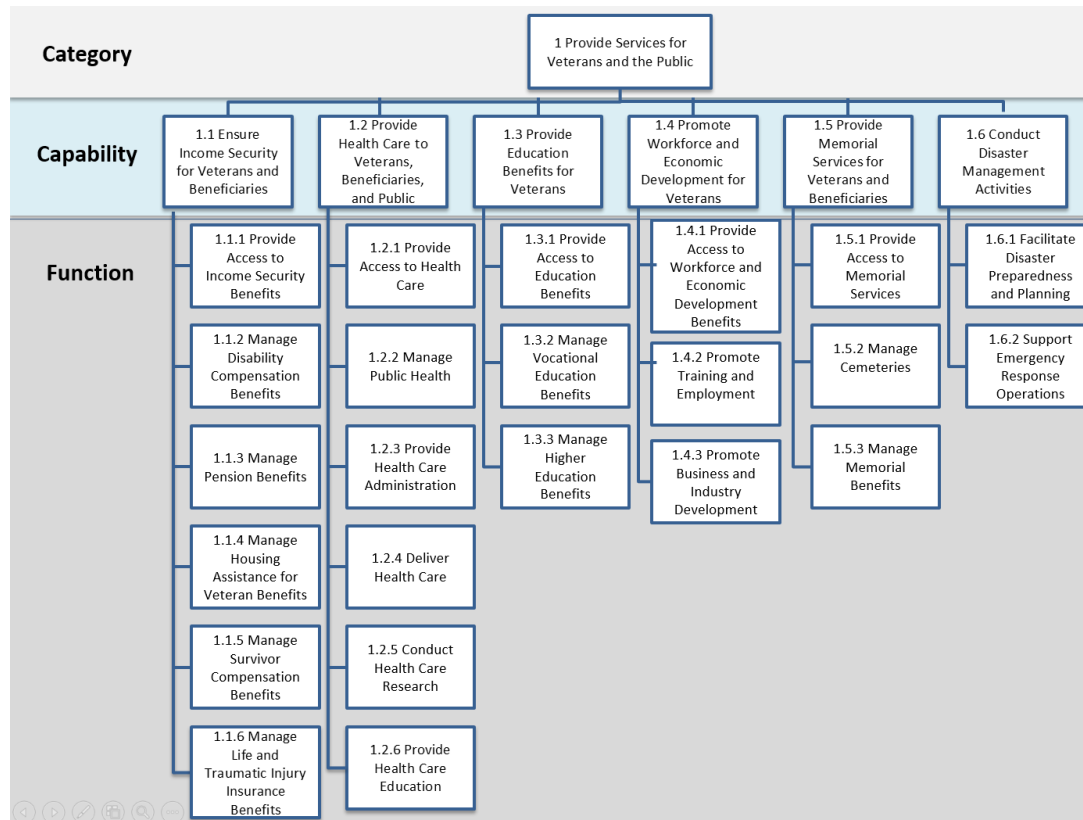 Category
1 Provide Services for
Veterans and the Public
Capability
1.1 Ensure
Income Security
for Veterans and
Beneficiaries
1.2 Provide
Health Care to
Veterans,
Beneficiaries,
and Public
1.3 Provide
Education
Benefits for
Veterans
1.4 Promote
Workforce and
Economic
Development for
Veterans
1.5 Provide
Memorial
Services for
Veterans and
Beneficiaries
1.6 Conduct
Disaster
Management
Activities
Function
1.1.1 Provide
Access to
Income Security
Benefits
1.1.2 Manage
Disability
Compensation
Benefits
1.1.3 Manage
Pension Benefits
1.1.4 Manage
Housing
Assistance for
Veteran Benefits
1.1.5 Manage
Survivor
Compensation
Benefits
1.1.6 Manage
Life and
Traumatic Injury
Insurance
Benefits
1.2.1 Provide
Access to Health
Care
1.2.2 Manage
Public Health
1.2.3 Provide
Health Care
Administration
1.2.4 Deliver
Health Care
1.2.5 Conduct
Health Care
Research
1.2.6 Provide
Health Care
Education
1.3.1 Provide
Access to
Education
Benefits
1.3.2 Manage
Vocational
Education
Benefits
1.3.3 Manage
Higher Education
Benefits
1.4.1 Provide
Access to
Workforce and
Economic
Development
Benefits
1.4.2 Promote
Training and
Employment
1.4.3 Promote
Business and
Industry
Development
1.5.1 Provide
Access to
Memorial
Services
1.5.2 Manage
Cemeteries
1.5.3 Manage
Memorial
Benefits
1.6.1 Facilitate
Disaster
Preparedness
and Planning
1.6.2 Support
Emergency
Response
Operations